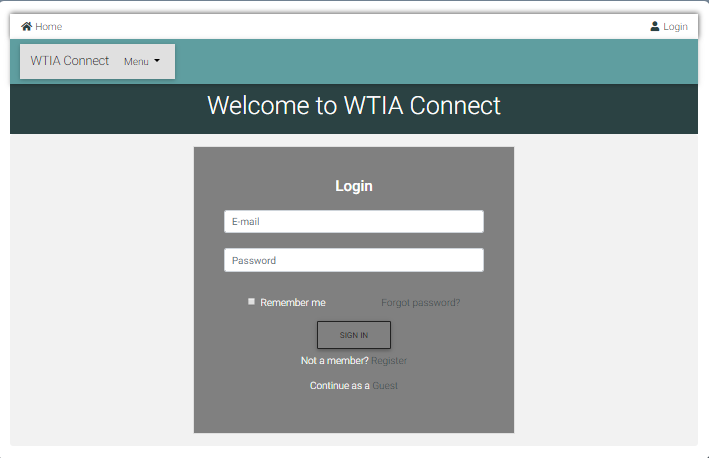 Home Login
WTIA Connect Menu
Welcome to WTIA Connect
Login
E-mail
Password
Remember me Forgot password?
SIGN IN
Not a member? Register
Continue as a Guest